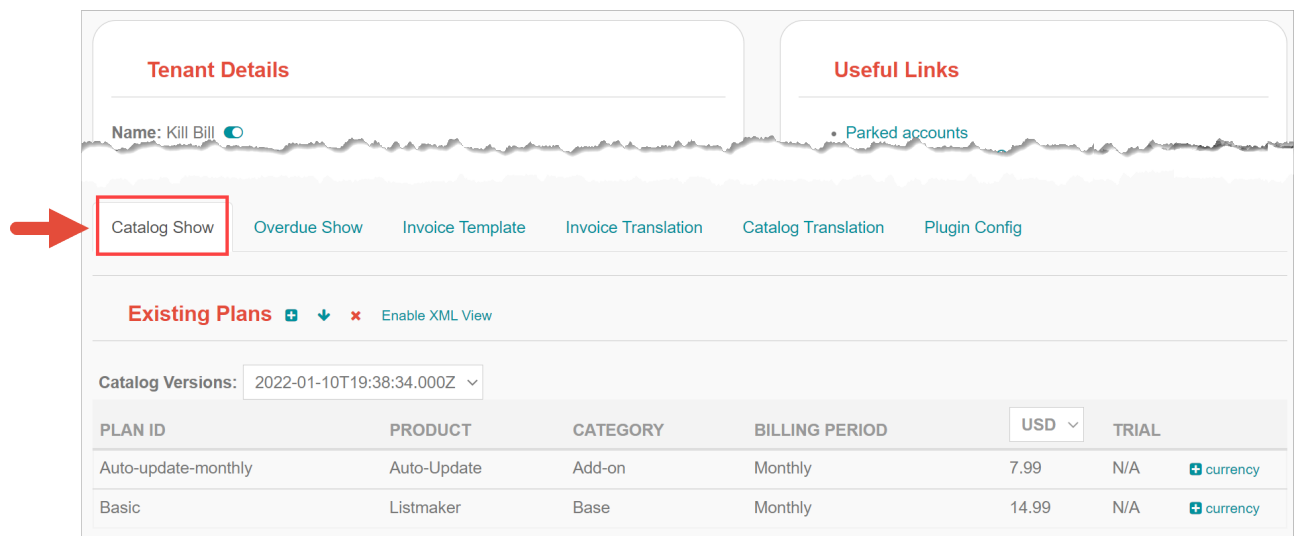 Tenant Details
Useful Links
Name: Kill Bill
• Parked accounts
Catalog Show Overdue Show Invoice Template Invoice Translation Catalog Translation Plugin Config
Existing Plans Enable XML View
Catalog Versions: 2022-01-10T19:38:34.000Z
PLAN ID PRODUCT CATEGORY BILLING PERIOD USD TRIAL
Auto-update-monthly Auto-Update Add-on Monthly 7.99 N/A currency
Basic Listmaker Base Monthly 14.99 N/A currency